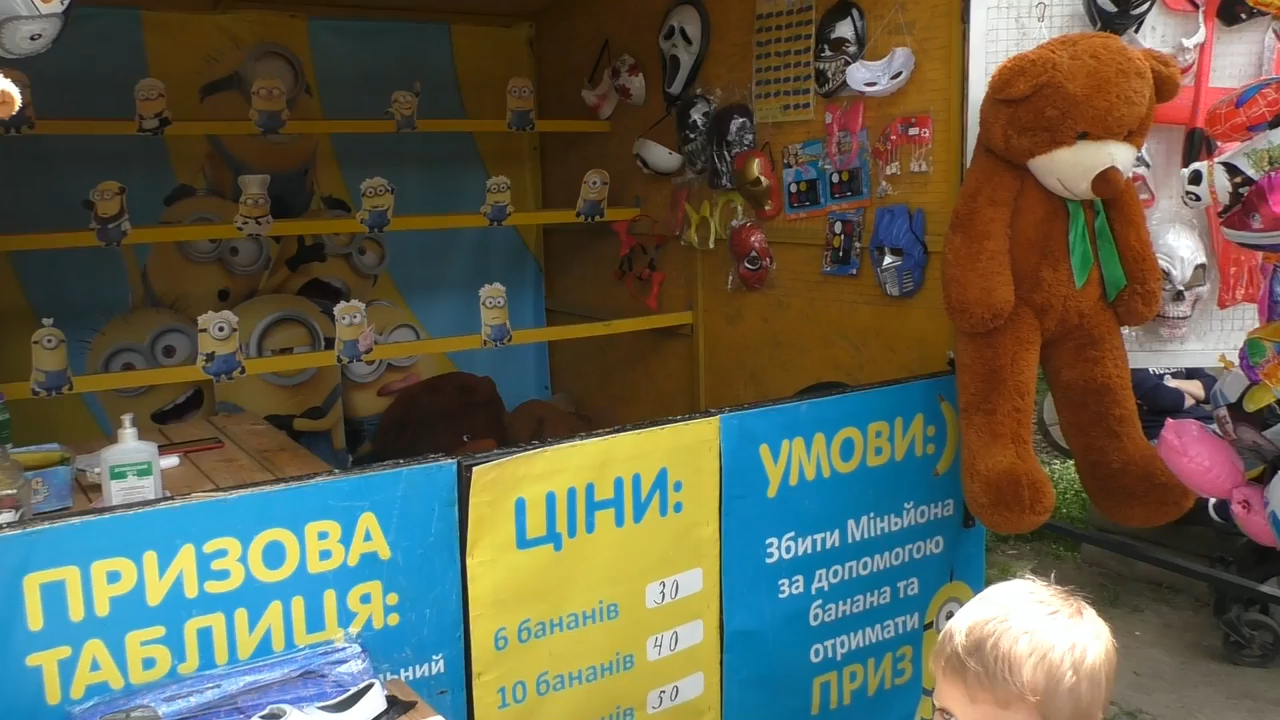 ПРИЗОВА
ТАБЛИЦЯ:
ЦІНИ:
6 бананів 30
10 бананів 40
50
УМОВИ:
Збити Міньйона
за допомогою
банана та
отримати
ПРИЗ